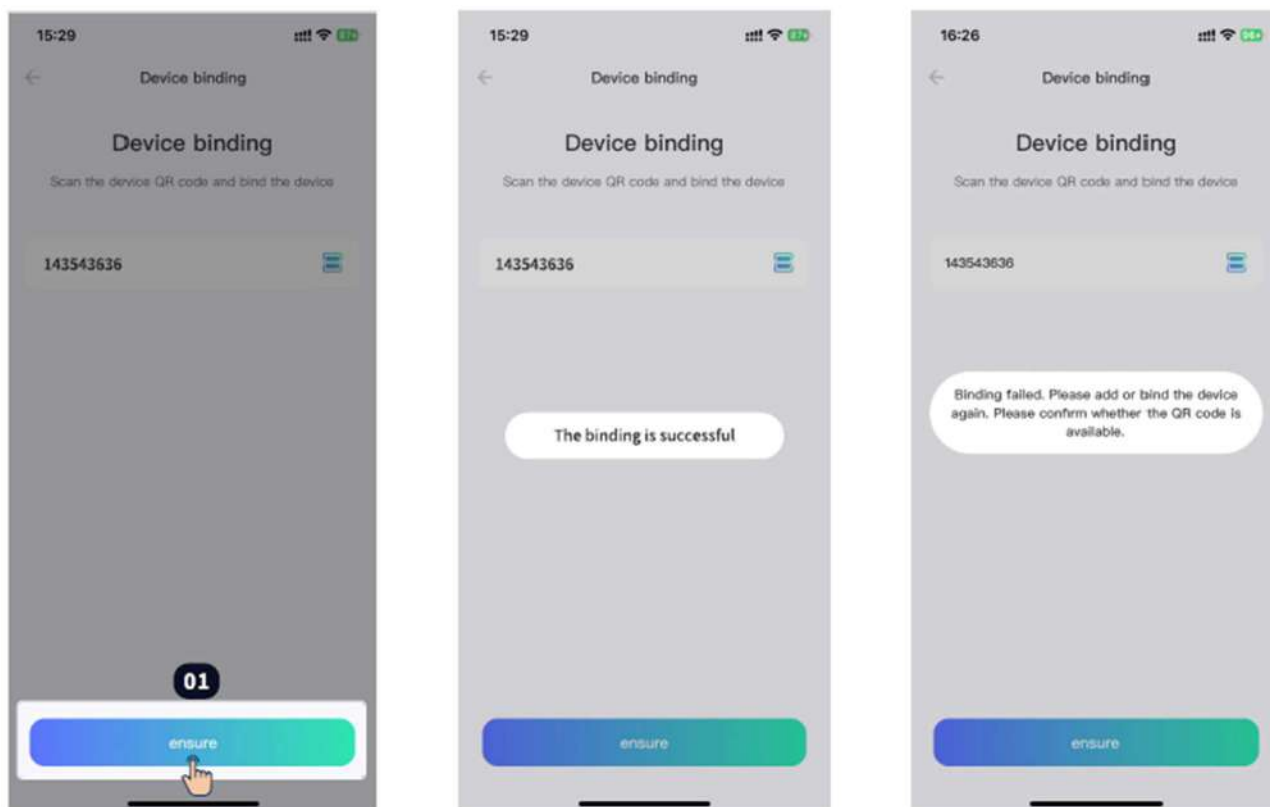 15:29
Device binding
Device binding
Scan the device QR code and bind the device
143543636
01
ensure
15:29
Device binding
Device binding
Scan the device QR code and bind the device
143543636
The binding is successful
ensure
16:26
Device binding
Device binding
Scan the device QR code and bind the device
143543636
Binding failed. Please add or bind the device
again. Please confirm whether the QR code is
available.
ensure